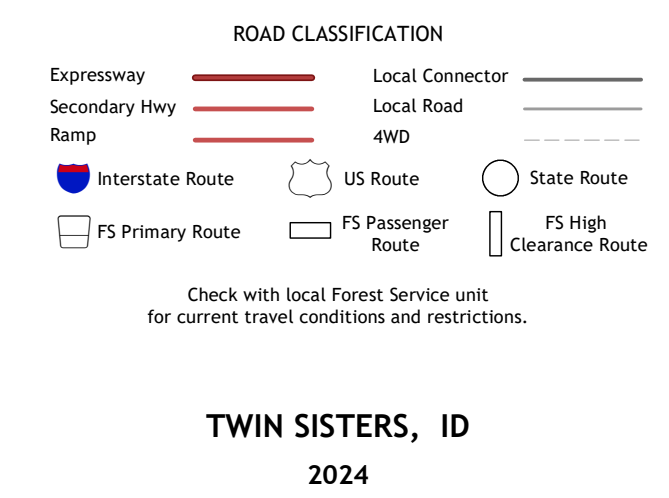 ROAD CLASSIFICATION
Expressway
Local Connector
Secondary Hwy
Local Road
Ramp
4WD
Interstate Route
US Route
State Route
FS Primary Route
FS Passenger
Route
FS High
Clearance Route
Check with local Forest Service unit
for current travel conditions and restrictions.
TWIN SISTERS, ID
2024